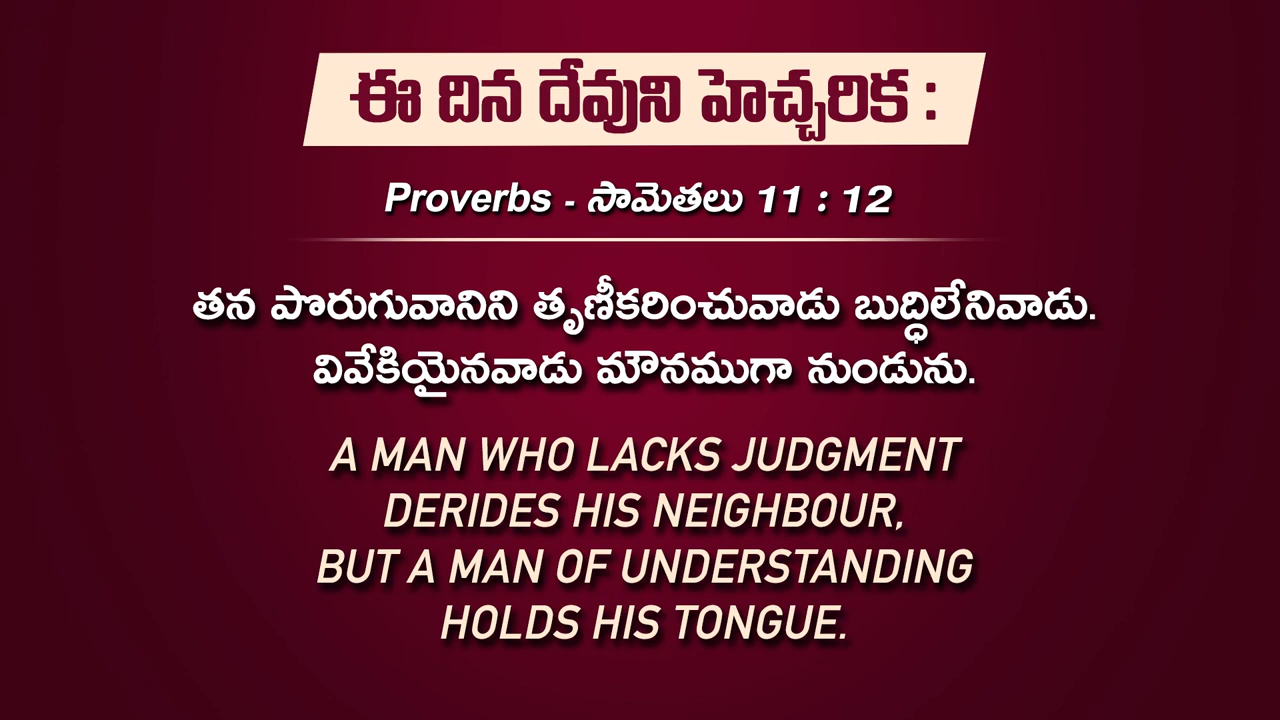 ఈ దిన దేవుని హెచ్చరిక :
Proverbs - సామెతలు 11 : 12
తన పొరుగువానిని తృణీకరించువాడు బుద్ధిలేనివాడు.
వివేకియైనవాడు మౌనముగా నుండును.
A MAN WHO LACKS JUDGMENT
DERIDES HIS NEIGHBOUR,
BUT A MAN OF UNDERSTANDING
HOLDS HIS TONGUE.